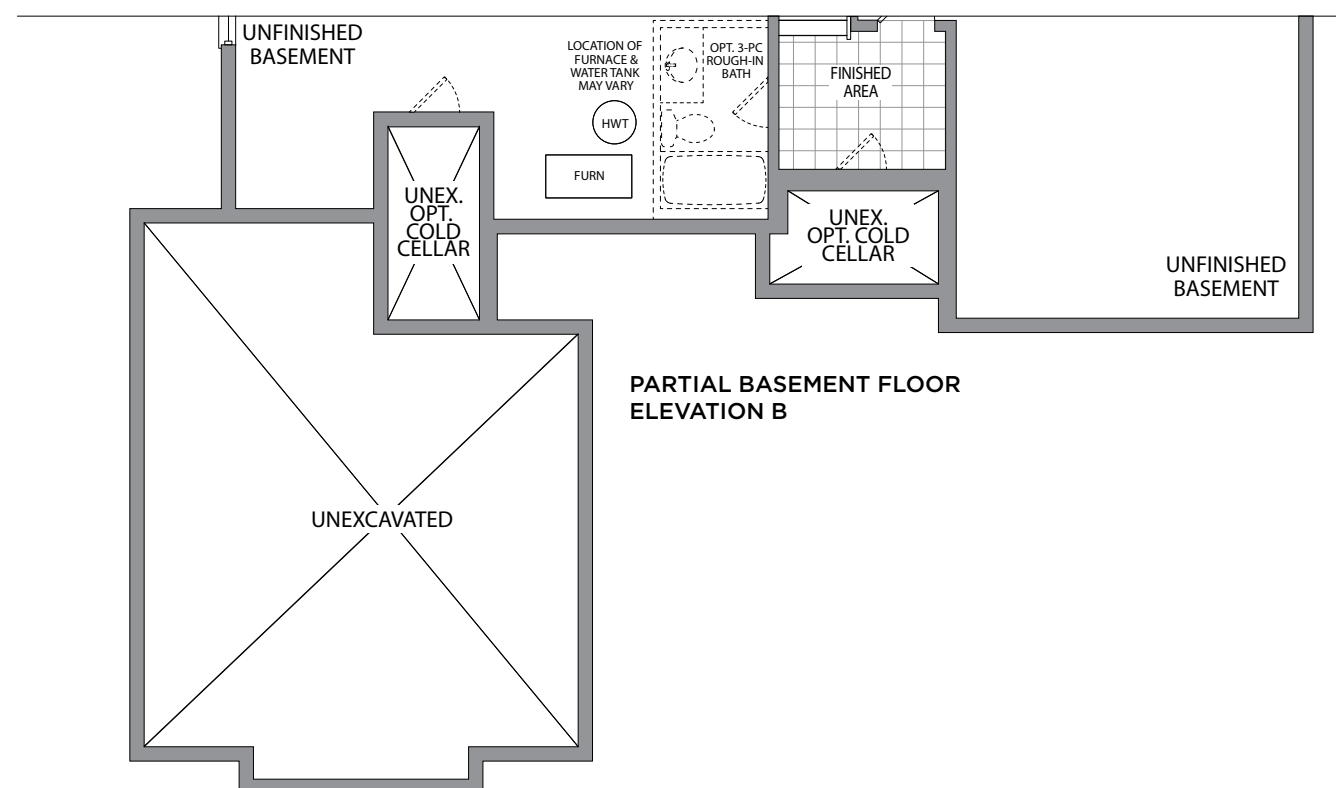 UNFINISHED
BASEMENT
LOCATION OF
FURNACE &
WATER TANK
MAY VARY
OPT. 3-PC
ROUGH-IN
BATH
FINISHED
AREA
HWT
FURN
UNEX.
OPT.
COLD
CELLAR
UNEX.
OPT. COLD
CELLAR
UNFINISHED
BASEMENT
PARTIAL BASEMENT FLOOR
ELEVATION B
UNEXCAVATED